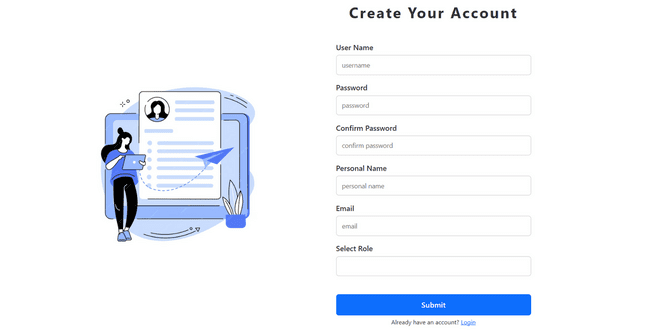 Create Your Account
User Name
username
Password
password
Confirm Password
confirm password
Personal Name
personal name
Email
email
Select Role
Submit
Already have an account? Login